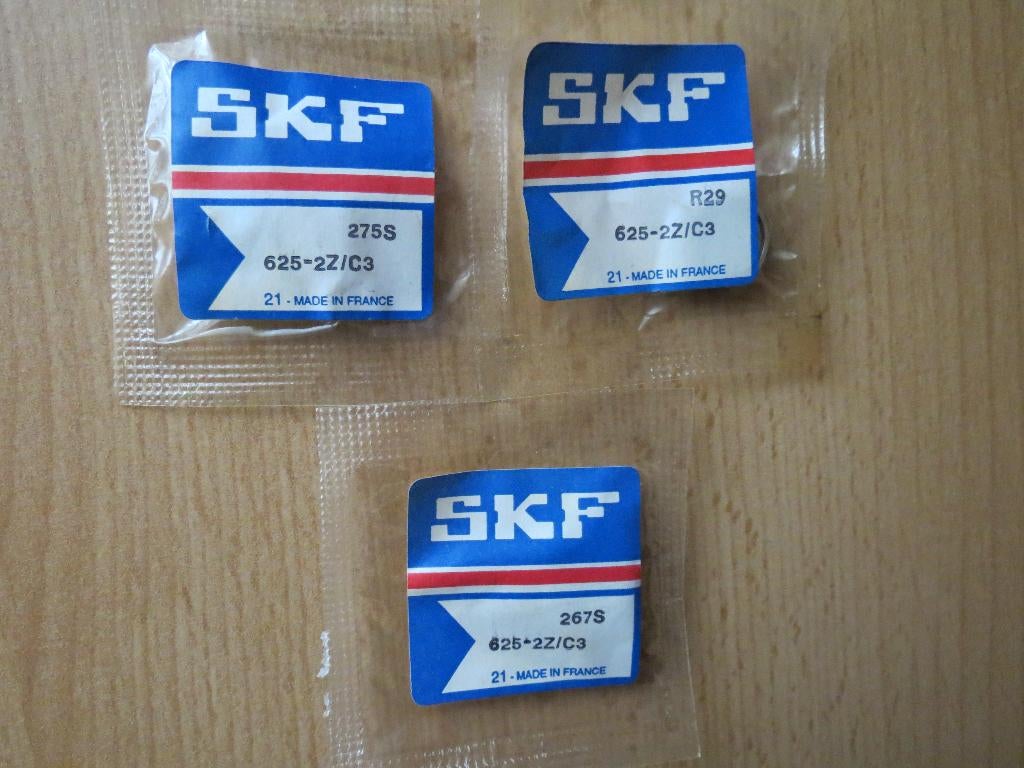 SKF
275S
625-2Z/C3
21 - MADE IN FRANCE
SKF
R29
625-2Z/C3
21 - MADE IN FRANCE
SKF
267S
625-2Z/C3
21 - MADE IN FRANCE